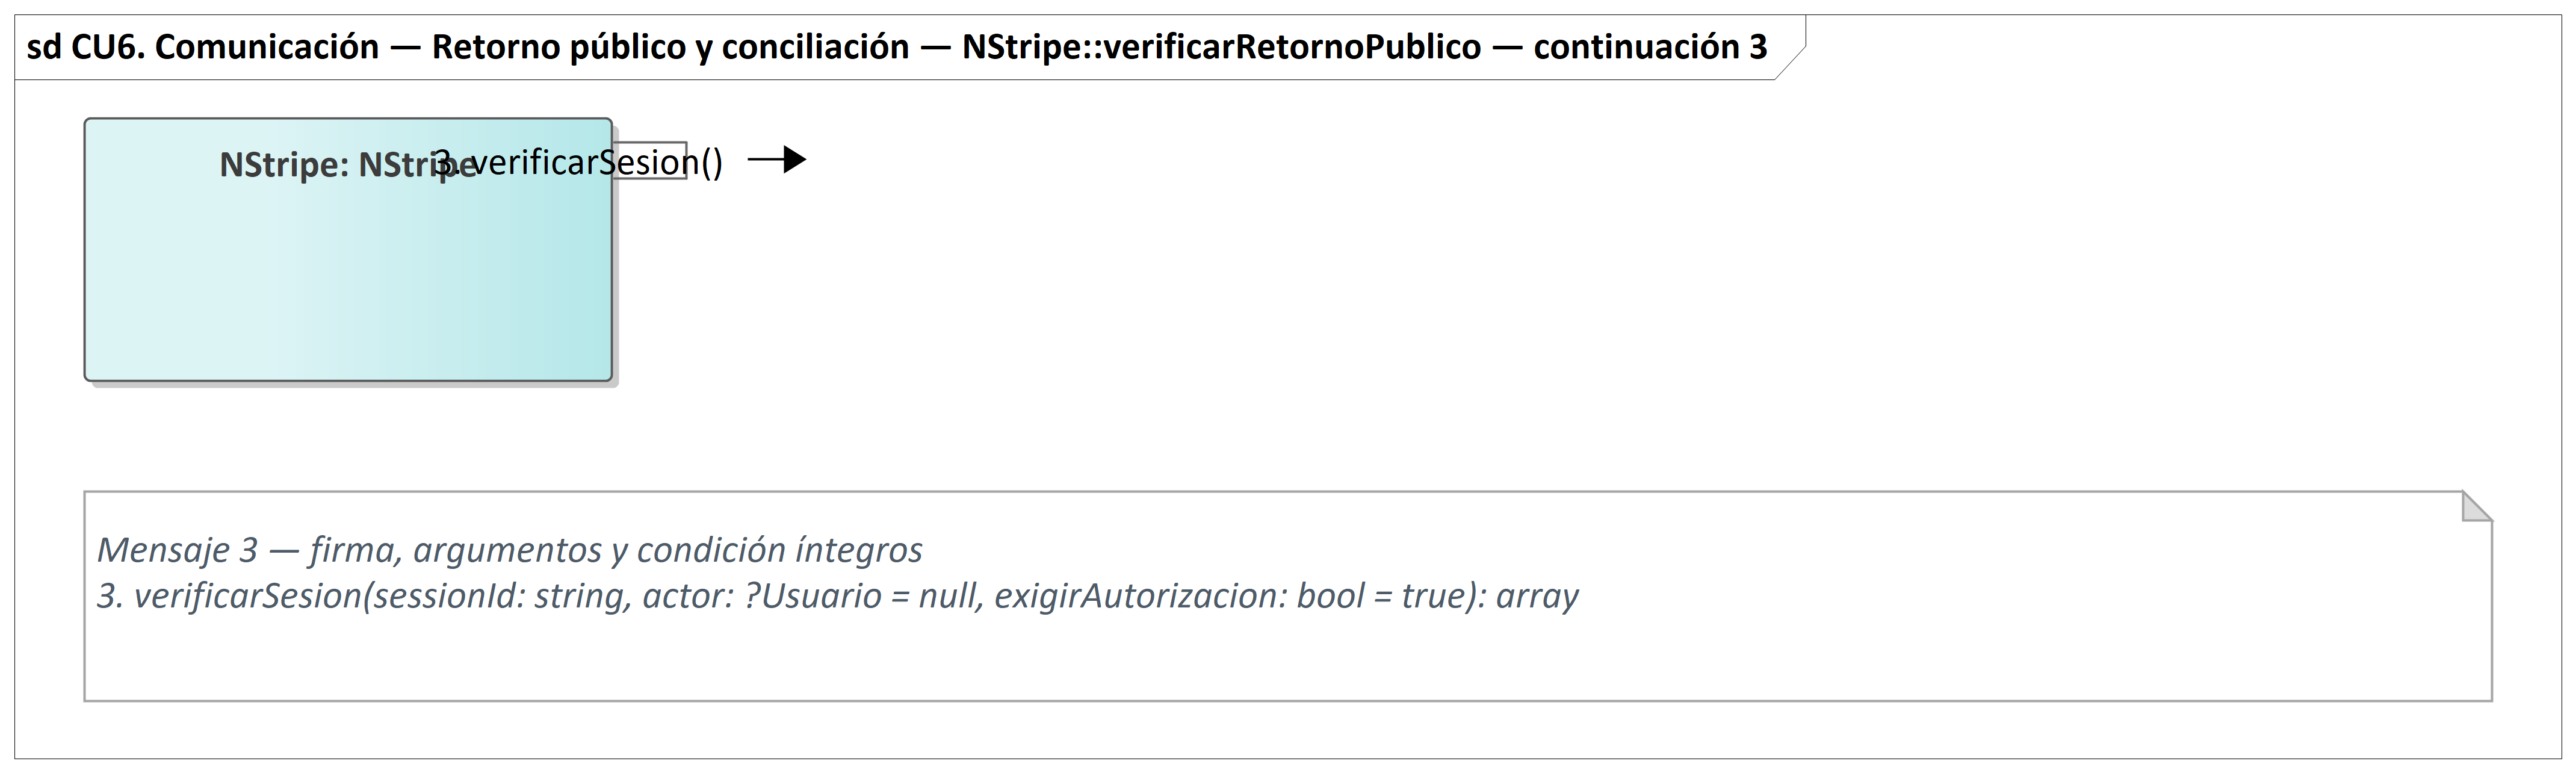 sd CU6. Comunicación — Retorno público y conciliación — NStripe::verificarRetornoPublico — continuación 3
NStripe: NStripe
3. verificarSesion()
Mensaje 3 — firma, argumentos y condición íntegros
3. verificarSesion(sessionId: string, actor: ?Usuario = null, exigirAutorizacion: bool = true): array